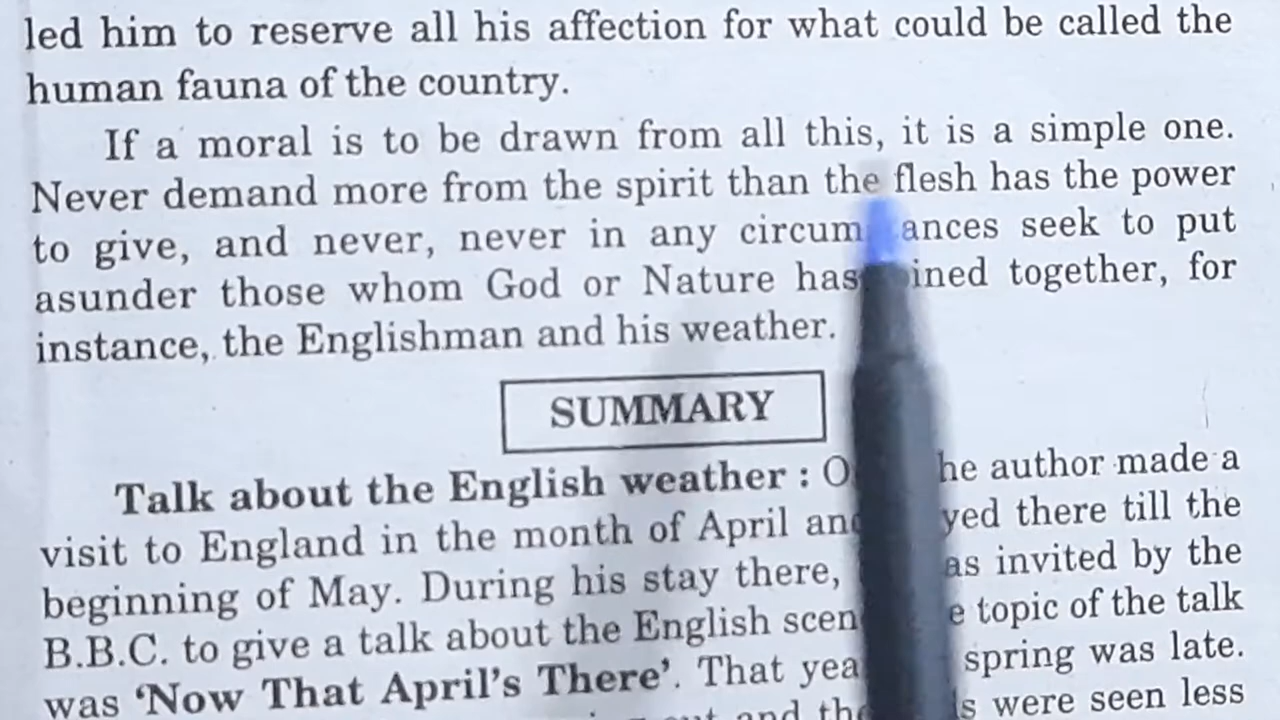 led him to reserve all his affection for what could be called the
human fauna of the country.
If a moral is to be drawn from all this, it is a simple one.
Never demand more from the spirit than the flesh has the power
to give, and never, never in any circum ances seek to put
asunder those whom God or Nature has ined together, for
instance, the Englishman and his weather.
SUMMARY
Talk about the English weather : O he author made a
visit to England in the month of April and yed there till the
beginning of May. During his stay there, as invited by the
B.B.C. to give a talk about the English scen e topic of the talk
was ‘Now That April’s There’. That yea spring was late.
and the s were seen less